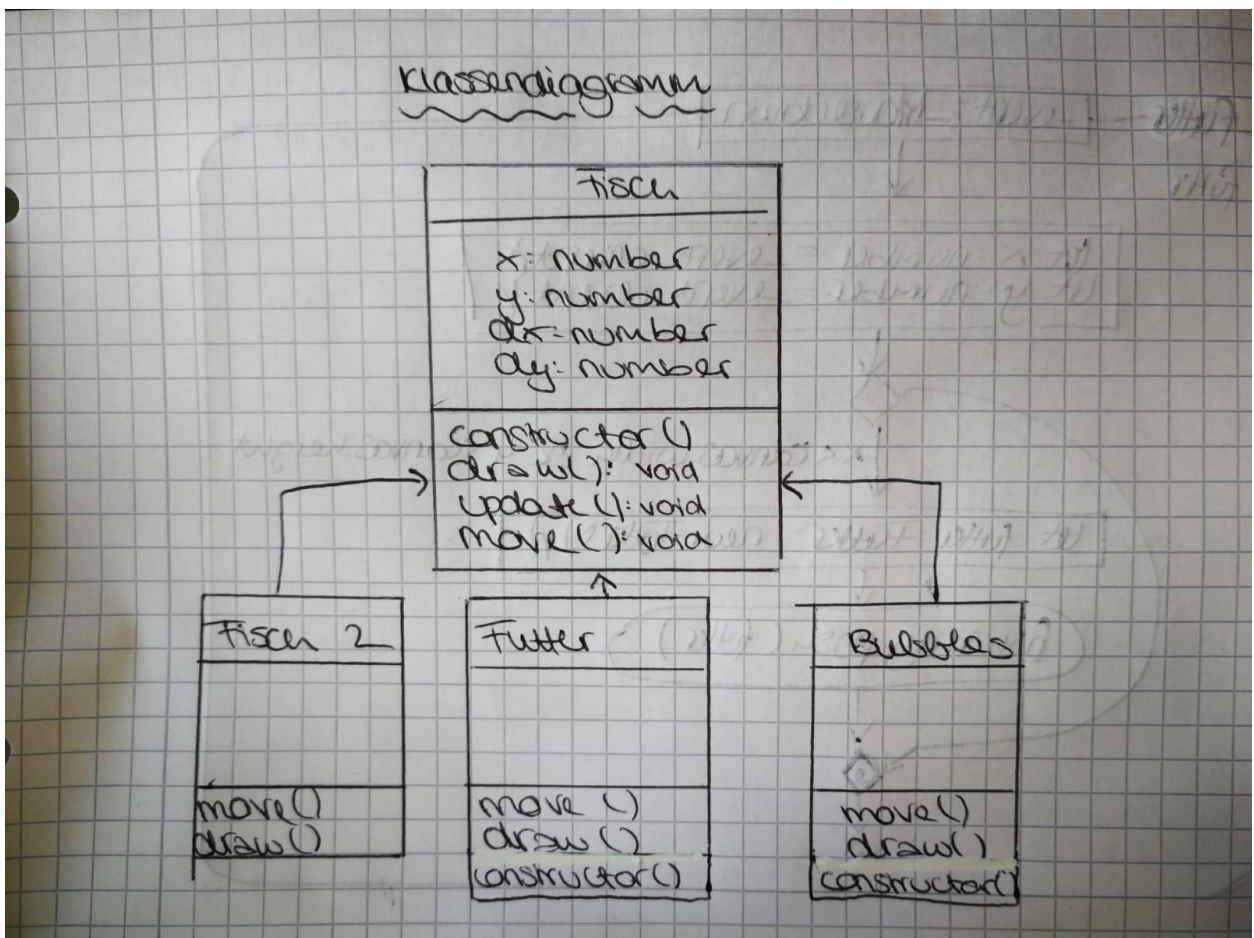 Klassendiagramm
Fisch
x: number
y: number
dx: number
dy: number
constructor()
draw(): void
update(): void
move(): void
Fisch 2
move()
draw()
Futter
move()
draw()
constructor()
Bubbles
move()
draw()
constructor()